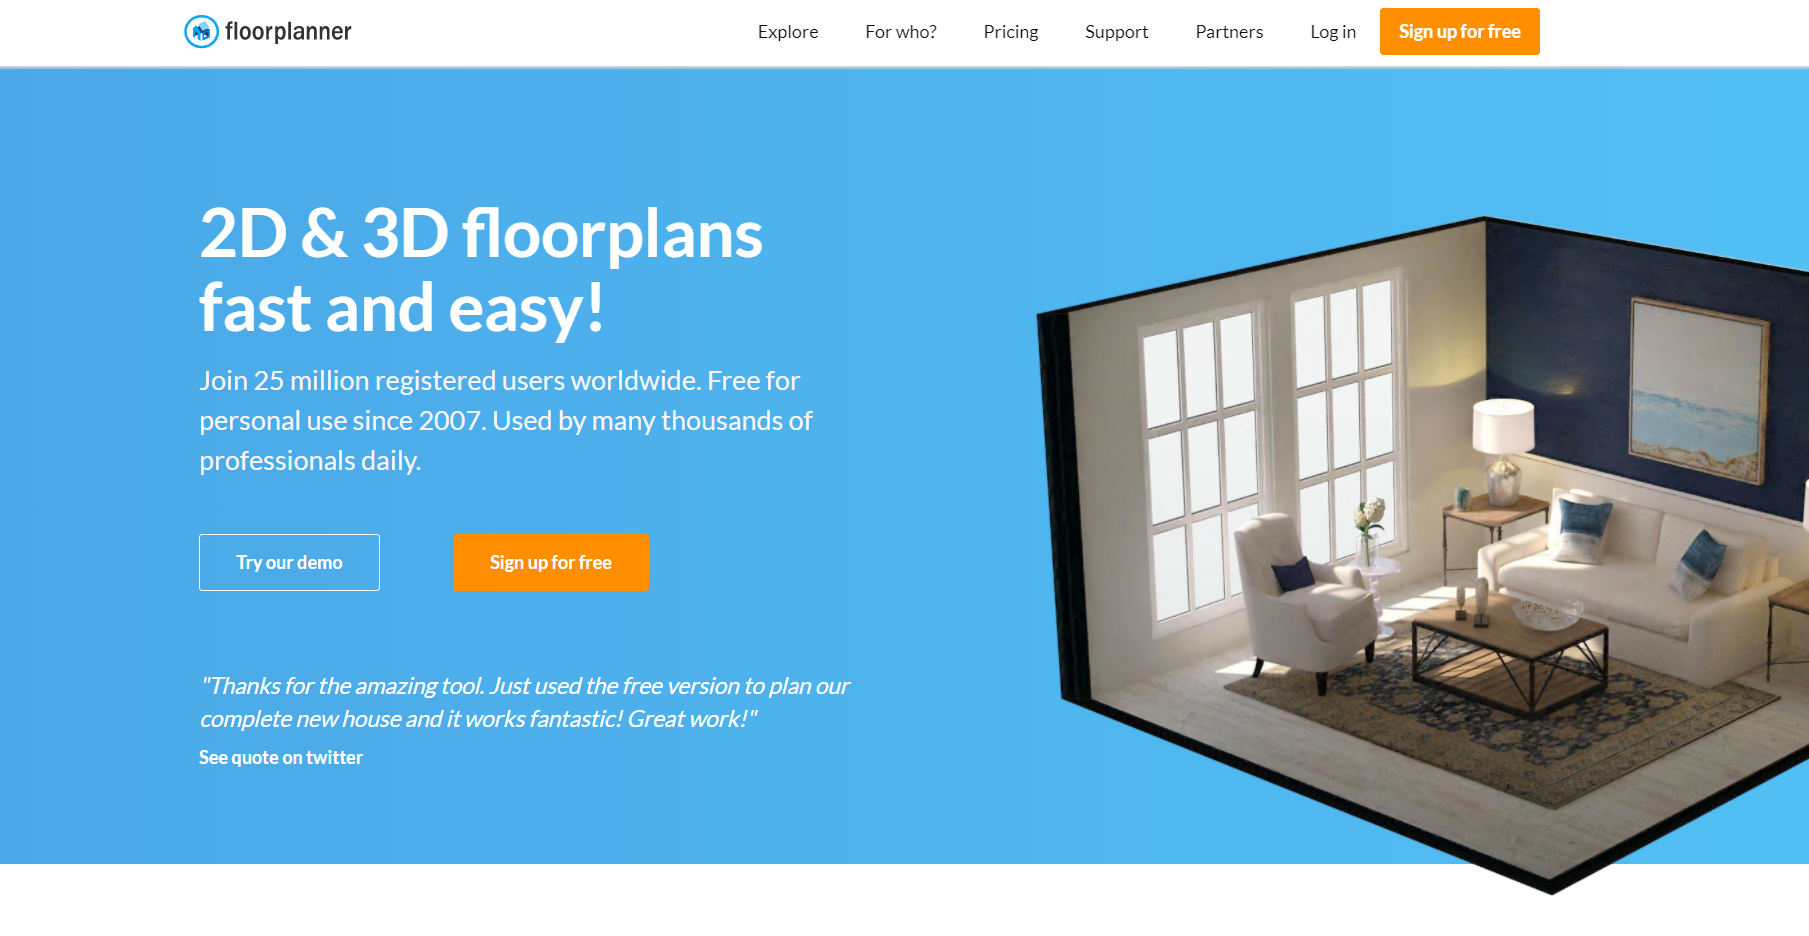 floorplanner
Explore
For who?
Pricing
Support
Partners
Log in
Sign up for free
2D & 3D floorplans
fast and easy!
Join 25 million registered users worldwide. Free for
personal use since 2007. Used by many thousands of
professionals daily.
Try our demo
Sign up for free
"Thanks for the amazing tool. Just used the free version to plan our
complete new house and it works fantastic! Great work!"
See quote on twitter